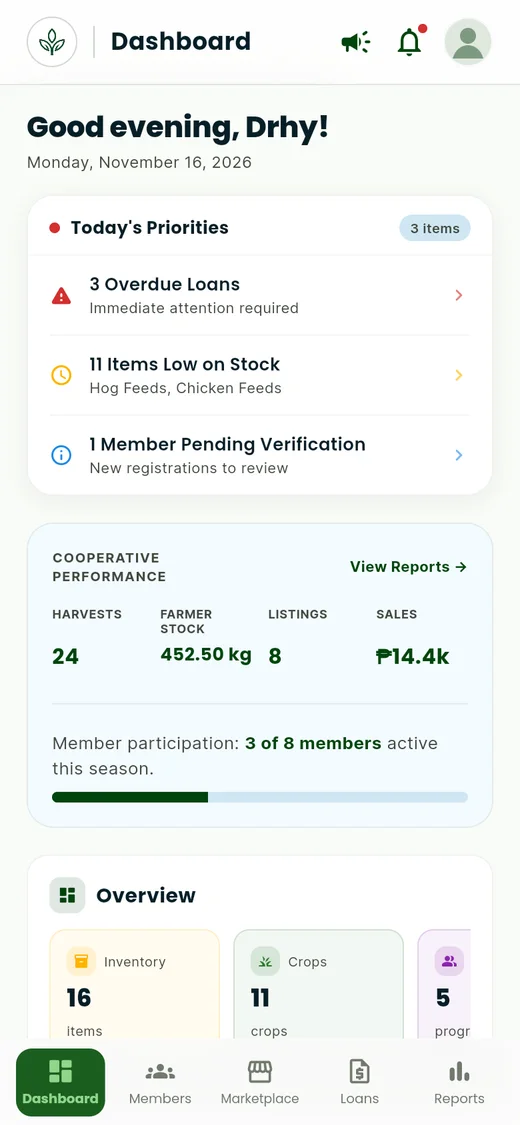 Dashboard
Good evening, Drhy!
Monday, November 16, 2026
Today's Priorities
3 items
3 Overdue Loans
Immediate attention required
11 Items Low on Stock
Hog Feeds, Chicken Feeds
1 Member Pending Verification
New registrations to review
COOPERATIVE
PERFORMANCE
View Reports →
HARVESTS
24
FARMER
STOCK
452.50 kg
LISTINGS
8
SALES
₱14.4k
Member participation: 3 of 8 members active
this season.
Overview
Inventory
16
items
Crops
11
crops
5
progr
Dashboard
Members
Marketplace
Loans
Reports